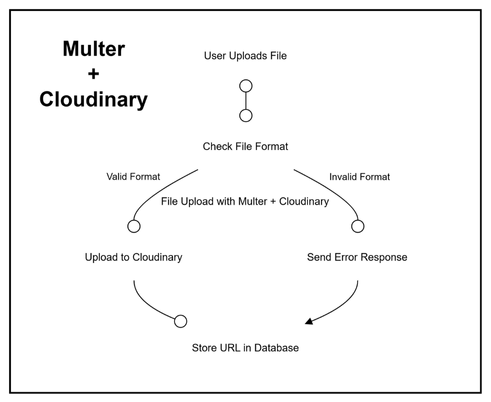 Multer
+
Cloudinary
User Uploads File
Check File Format
Valid Format
Invalid Format
File Upload with Multer + Cloudinary
Upload to Cloudinary
Send Error Response
Store URL in Database